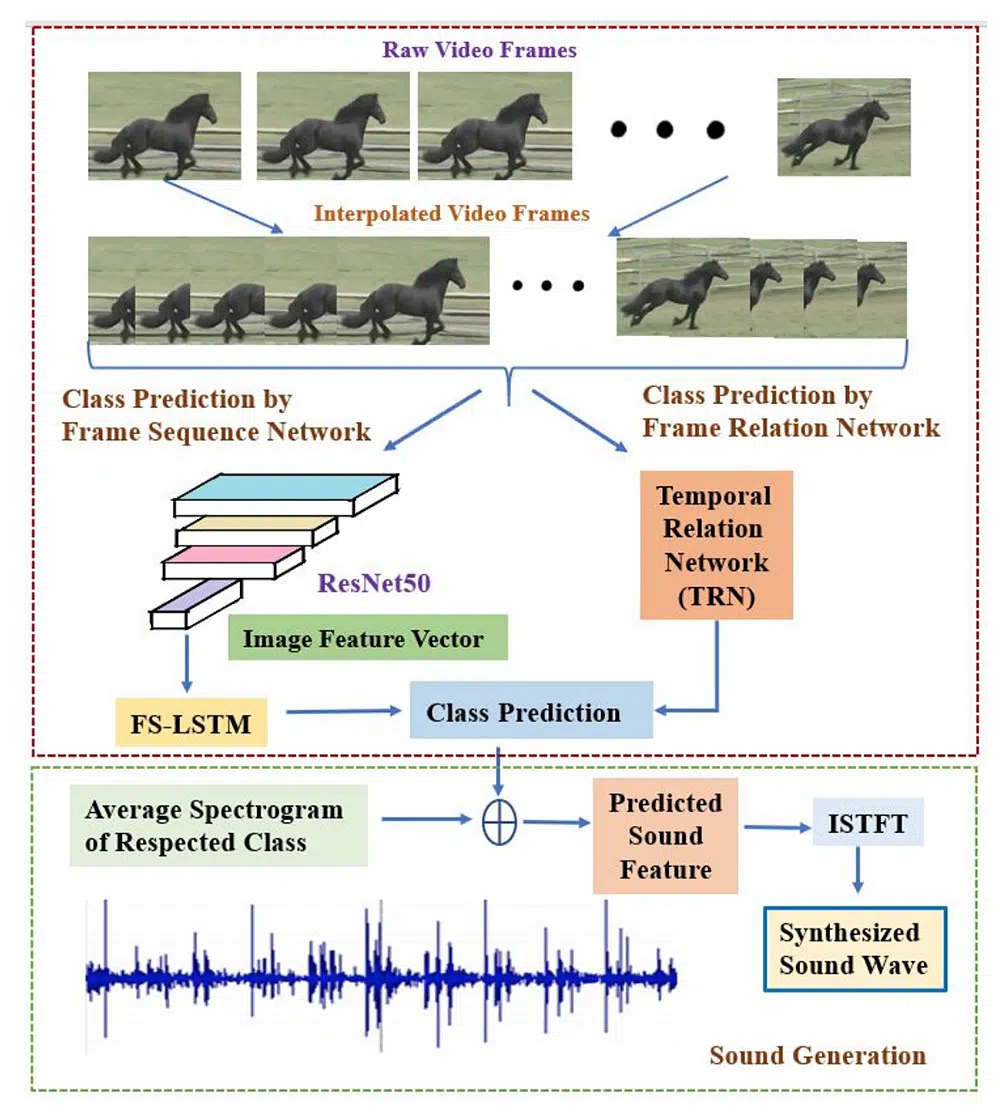 Raw Video Frames
Interpolated Video Frames
Class Prediction by
Frame Sequence Network
Class Prediction by
Frame Relation Network
Temporal
Relation
Network
(TRN)
ResNet50
Image Feature Vector
FS-LSTM
Class Prediction
Average Spectrogram
of Respected Class
Predicted
Sound
Feature
ISTFT
Synthesized
Sound Wave
Sound Generation